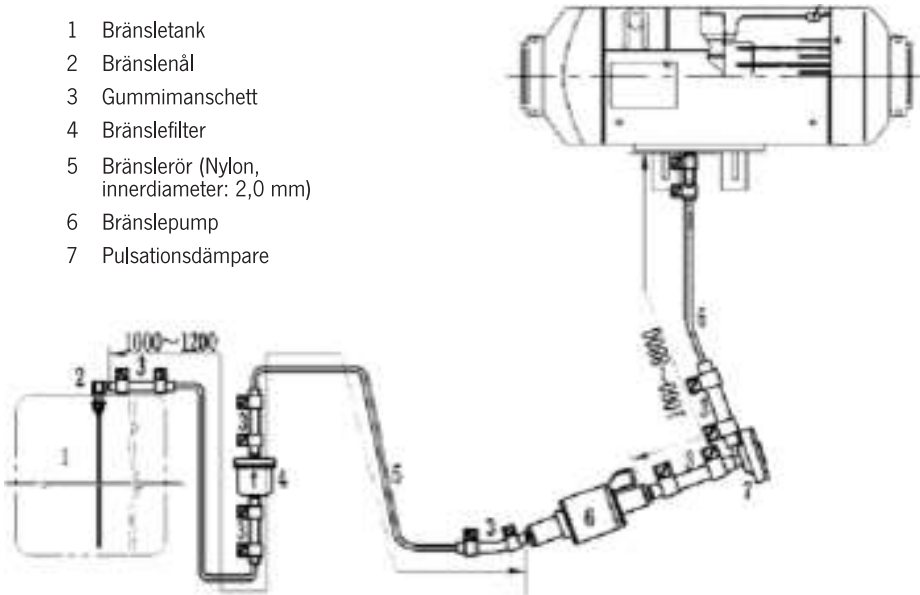 1 Bränsletank
2 Bränslenål
3 Gummimanschett
4 Bränslefilter
5 Bränslerör (Nylon,
innerdiameter: 2,0 mm)
6 Bränslepump
7 Pulsationsdämpare
1000~1200
2
3
1
4
5
3
6
3
7
5